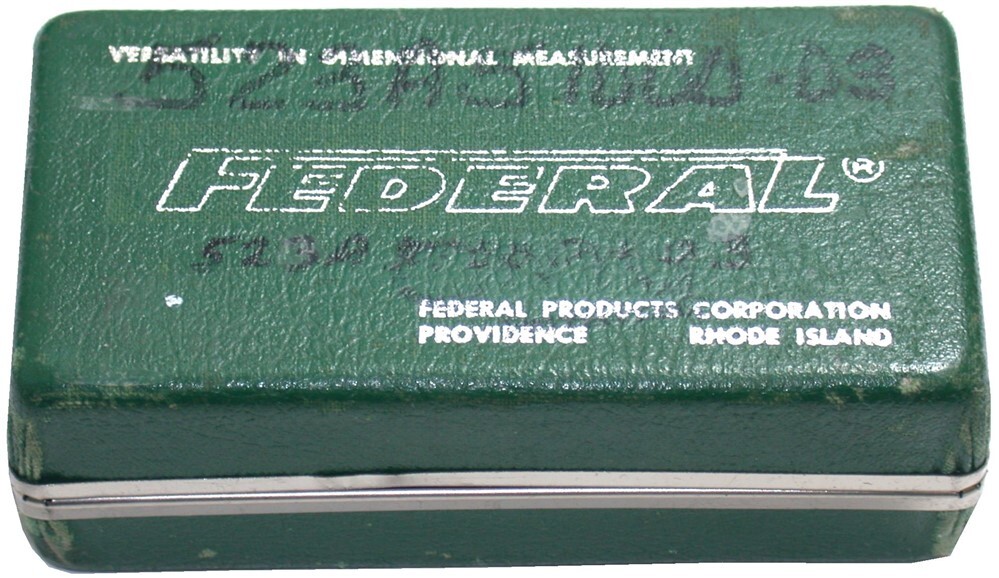 VERSATILITY IN DIMENSIONAL MEASUREMENT
FEDERAL®
FEDERAL PRODUCTS CORPORATION
PROVIDENCE RHODE ISLAND